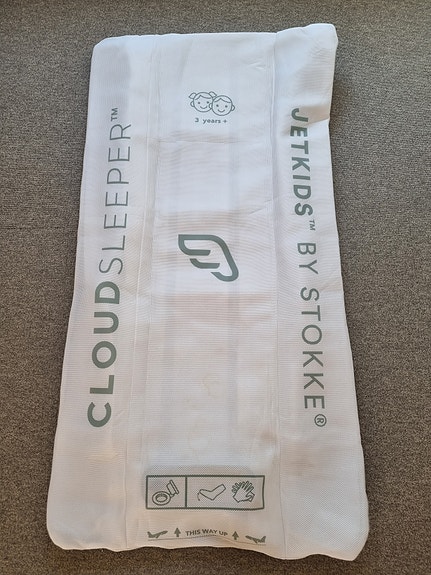 CLOUDSLEEPER™
3 years +
JETKIDS™ BY STOKKE®
THIS WAY UP